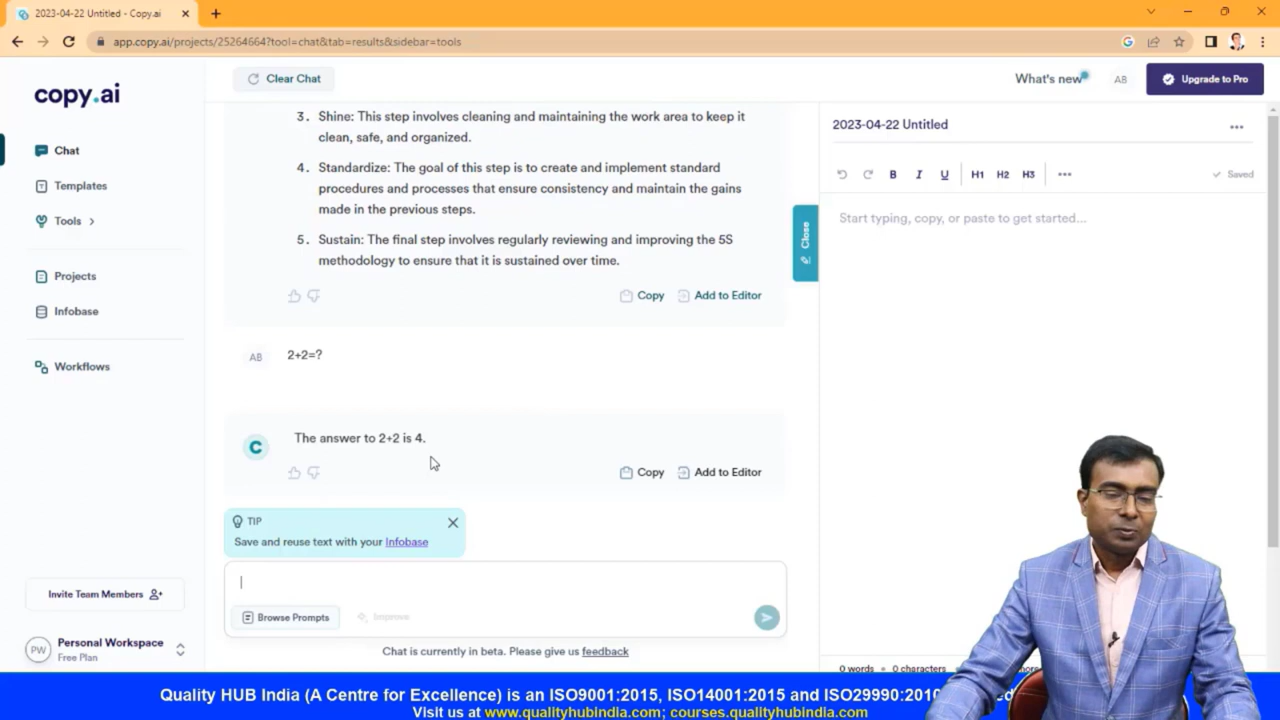 2023-04-22 Untitled - Copy.ai
app.copy.ai/projects/25264664?tool=chat&tab=results&sidebar=tools
copy.ai
Chat
Templates
Tools
Projects
Infobase
Workflows
Invite Team Members
PW
Personal Workspace
Free Plan
Clear Chat
What's new
AB
Upgrade to Pro
3. Shine: This step involves cleaning and maintaining the work area to keep it
clean, safe, and organized.
4. Standardize: The goal of this step is to create and implement standard
procedures and processes that ensure consistency and maintain the gains
made in the previous steps.
5. Sustain: The final step involves regularly reviewing and improving the 5S
methodology to ensure that it is sustained over time.
Copy
Add to Editor
AB
2+2=?
C
The answer to 2+2 is 4.
Copy
Add to Editor
TIP
Save and reuse text with your Infobase
Browse Prompts
Improve
Chat is currently in beta. Please give us feedback
Close
2023-04-22 Untitled
B I U H1 H2 H3
Saved
Start typing, copy, or paste to get started...
0 words 0 characters
Quality HUB India (A Centre for Excellence) is an ISO9001:2015, ISO14001:2015 and ISO29990:2010
Visit us at www.qualityhubindia.com; courses.qualityhubindia.com